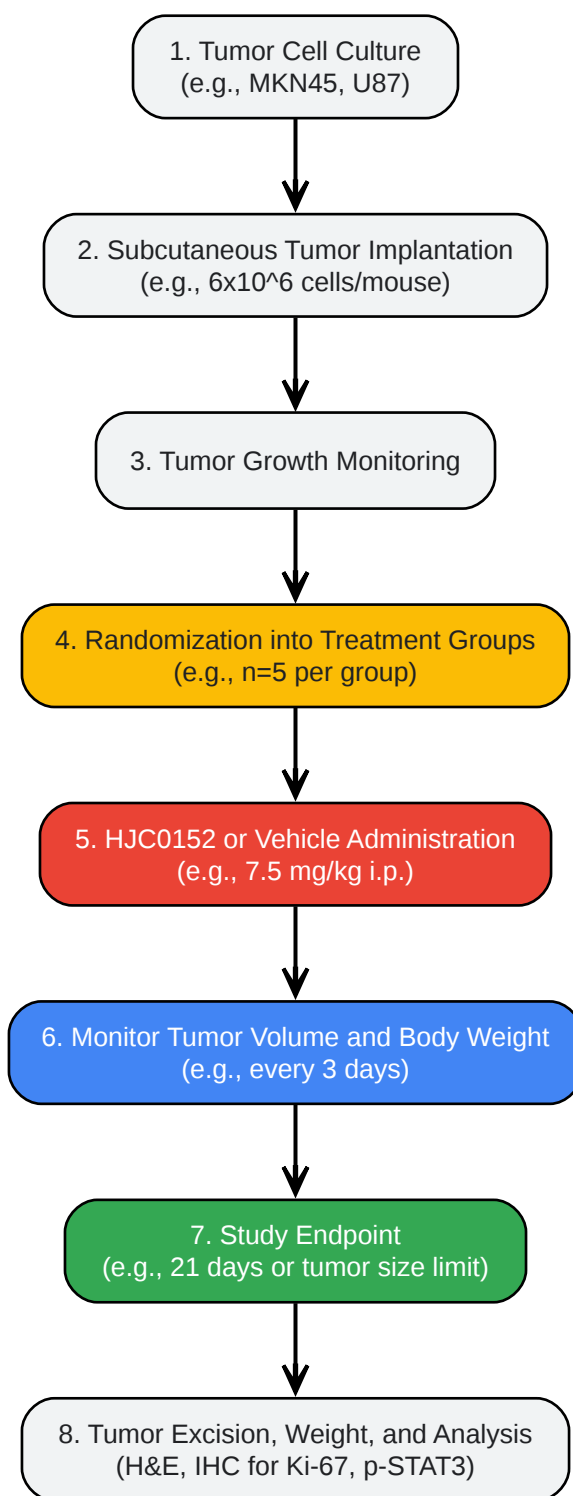 1. Tumor Cell Culture
(e.g., MKN45, U87)
2. Subcutaneous Tumor Implantation
(e.g., 6x10^6 cells/mouse)
3. Tumor Growth Monitoring
4. Randomization into Treatment Groups
(e.g., n=5 per group)
5. HJC0152 or Vehicle Administration
(e.g., 7.5 mg/kg i.p.)
6. Monitor Tumor Volume and Body Weight
(e.g., every 3 days)
7. Study Endpoint
(e.g., 21 days or tumor size limit)
8. Tumor Excision, Weight, and Analysis
(H&E, IHC for Ki-67, p-STAT3)